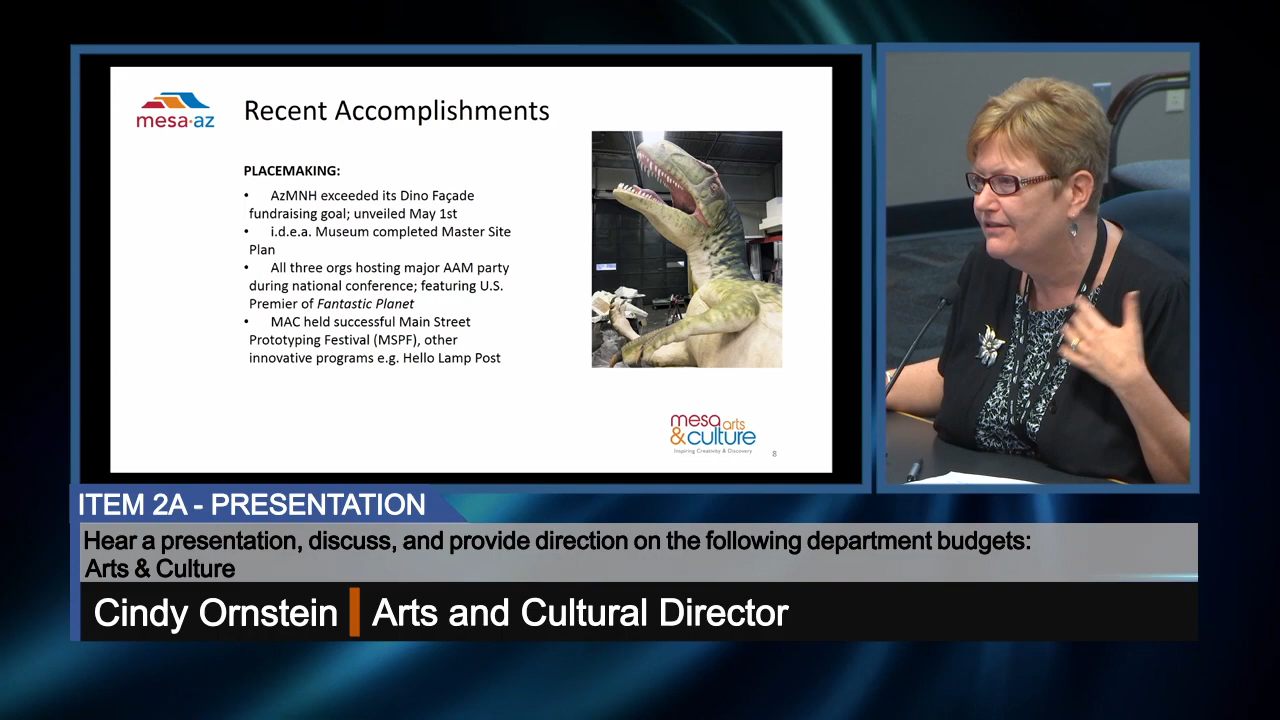 mesa·az
Recent Accomplishments
PLACEMAKING:
• AzMNH exceeded its Dino Façade
fundraising goal; unveiled May 1st
• i.d.e.a. Museum completed Master Site
Plan
• All three orgs hosting major AAM party
during national conference; featuring U.S.
Premier of Fantastic Planet
• MAC held successful Main Street
Prototyping Festival (MSPF), other
innovative programs e.g. Hello Lamp Post
mesa arts
&culture
Inspiring Creativity & Discovery
8
ITEM 2A - PRESENTATION
Hear a presentation, discuss, and provide direction on the following department budgets:
Arts & Culture
Cindy Ornstein | Arts and Cultural Director